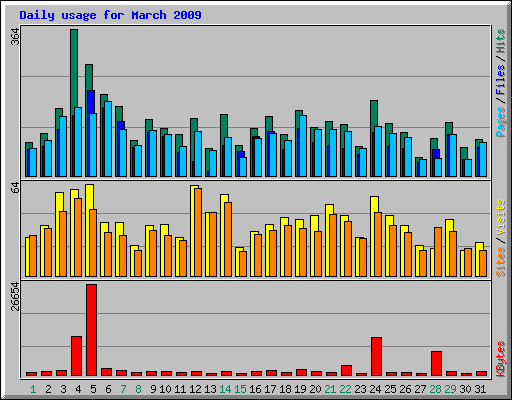 Daily usage for March 2009
364
Pages / Files / Hits
64
Sites / Visits
26654
KBytes
1 2 3 4 5 6 7 8 9 10 11 12 13 14 15 16 17 18 19 20 21 22 23 24 25 26 27 28 29 30 31